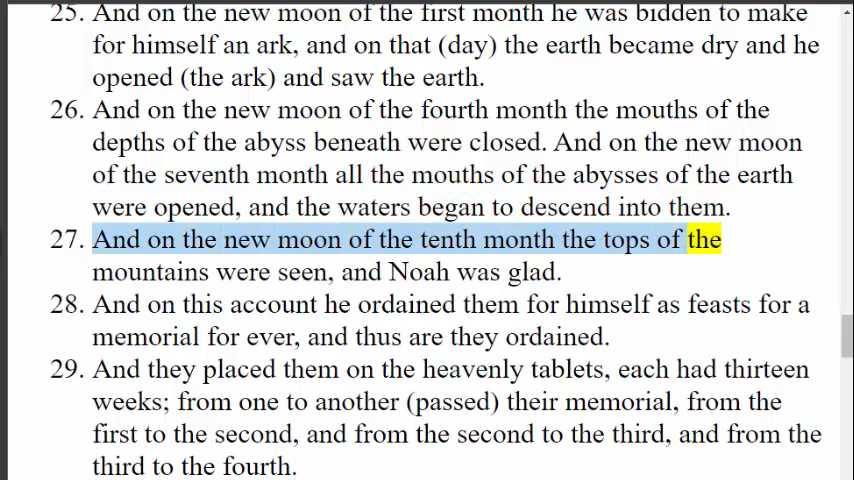 25. And on the new moon of the first month he was bidden to make
for himself an ark, and on that (day) the earth became dry and he
opened (the ark) and saw the earth.
26. And on the new moon of the fourth month the mouths of the
depths of the abyss beneath were closed. And on the new moon
of the seventh month all the mouths of the abysses of the earth
were opened, and the waters began to descend into them.
27. And on the new moon of the tenth month the tops of the
mountains were seen, and Noah was glad.
28. And on this account he ordained them for himself as feasts for a
memorial for ever, and thus are they ordained.
29. And they placed them on the heavenly tablets, each had thirteen
weeks; from one to another (passed) their memorial, from the
first to the second, and from the second to the third, and from the
third to the fourth.